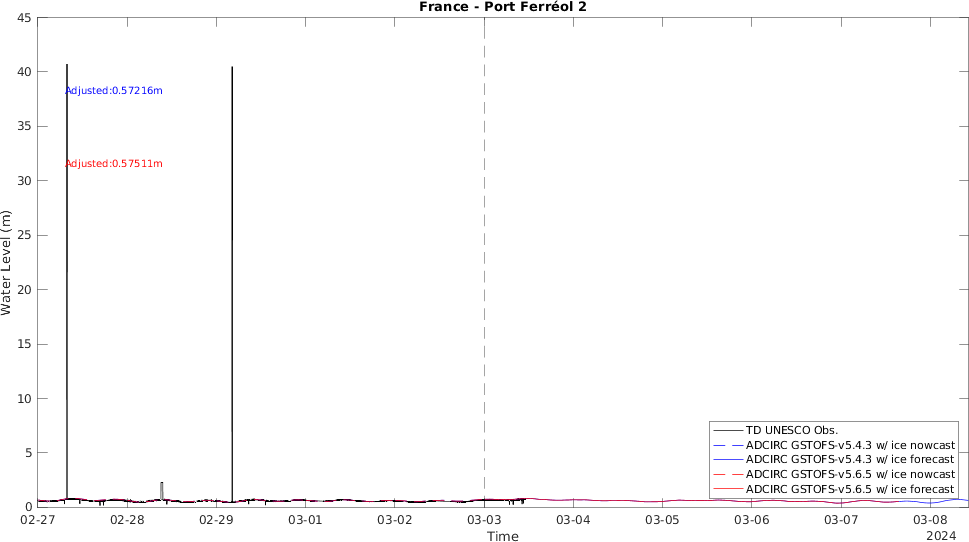 France - Port Ferréol 2
45
40
35
30
25
20
15
10
5
0
Water Level (m)
Adjusted:0.57216m
Adjusted:0.57511m
TD UNESCO Obs.
ADCIRC GSTOFS-v5.4.3 w/ ice nowcast
ADCIRC GSTOFS-v5.4.3 w/ ice forecast
ADCIRC GSTOFS-v5.6.5 w/ ice nowcast
ADCIRC GSTOFS-v5.6.5 w/ ice forecast
02-27 02-28 02-29 03-01 03-02 03-03 03-04 03-05 03-06 03-07 03-08
Time
2024